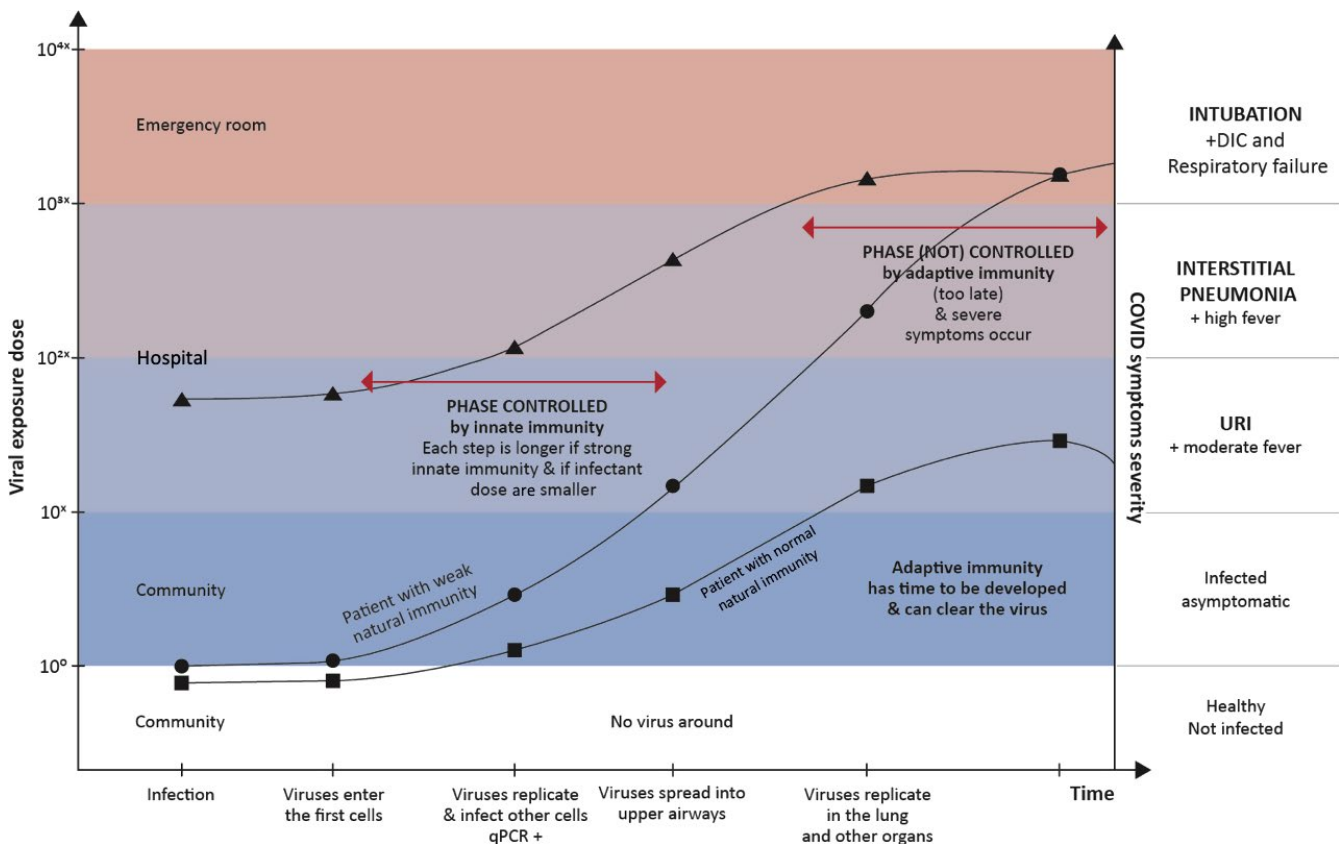 Viral exposure dose
10⁴ˣ
10³ˣ
10²ˣ
10ˣ
10⁰
Emergency room
Hospital
Community
Community
No virus around
PHASE CONTROLLED
by innate immunity
Each step is longer if strong
innate immunity & if infectant
dose are smaller
PHASE (NOT) CONTROLLED
by adaptive immunity
(too late)
& severe
symptoms occur
Patient with weak
natural immunity
Patient with normal
natural immunity
Adaptive immunity
has time to be developed
& can clear the virus
COVID symptoms severity
INTUBATION
+DIC and
Respiratory failure
INTERSTITIAL
PNEUMONIA
+ high fever
URI
+ moderate fever
Infected
asymptomatic
Healthy
Not infected
Infection
Viruses enter
the first cells
Viruses replicate
& infect other cells
qPCR +
Viruses spread into
upper airways
Viruses replicate
in the lung
and other organs
Time